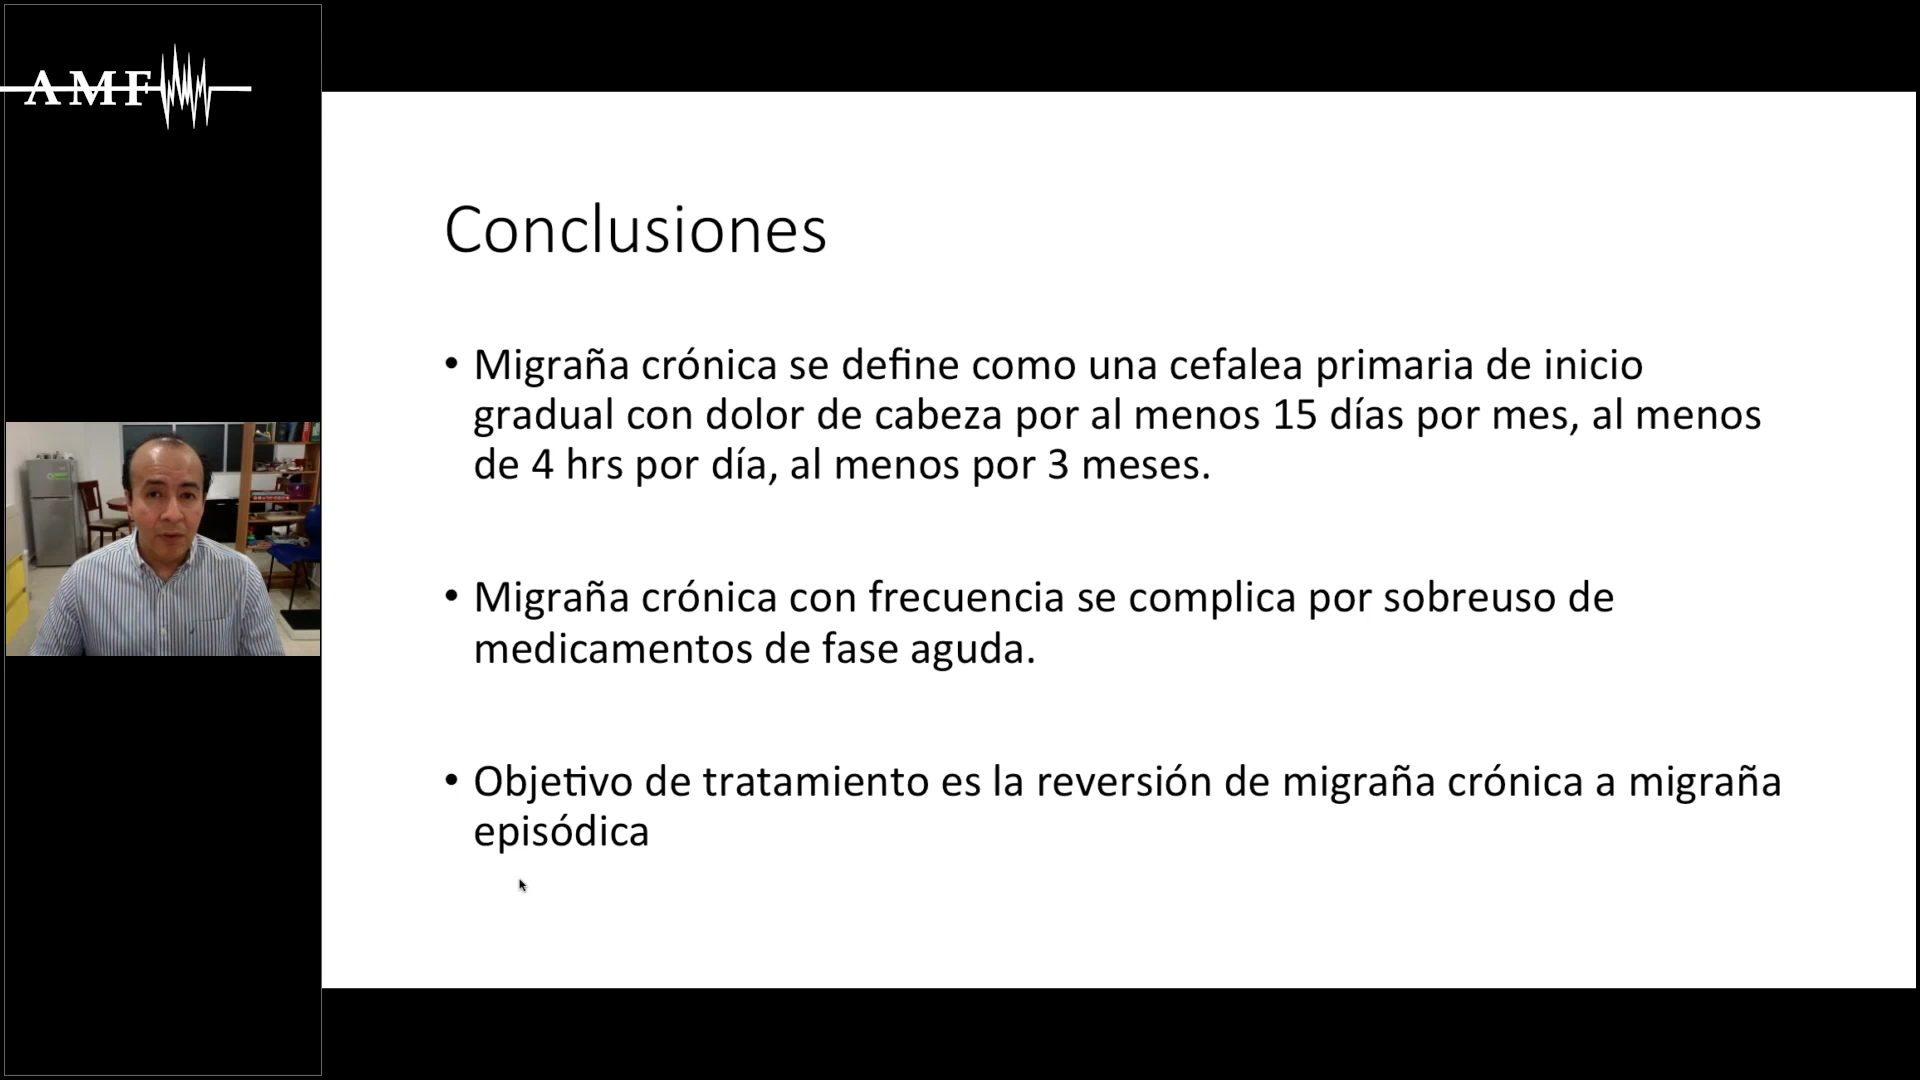 AMF
Conclusiones
• Migraña crónica se define como una cefalea primaria de inicio
gradual con dolor de cabeza por al menos 15 días por mes, al menos
de 4 hrs por día, al menos por 3 meses.
• Migraña crónica con frecuencia se complica por sobreuso de
medicamentos de fase aguda.
• Objetivo de tratamiento es la reversión de migraña crónica a migraña
episódica